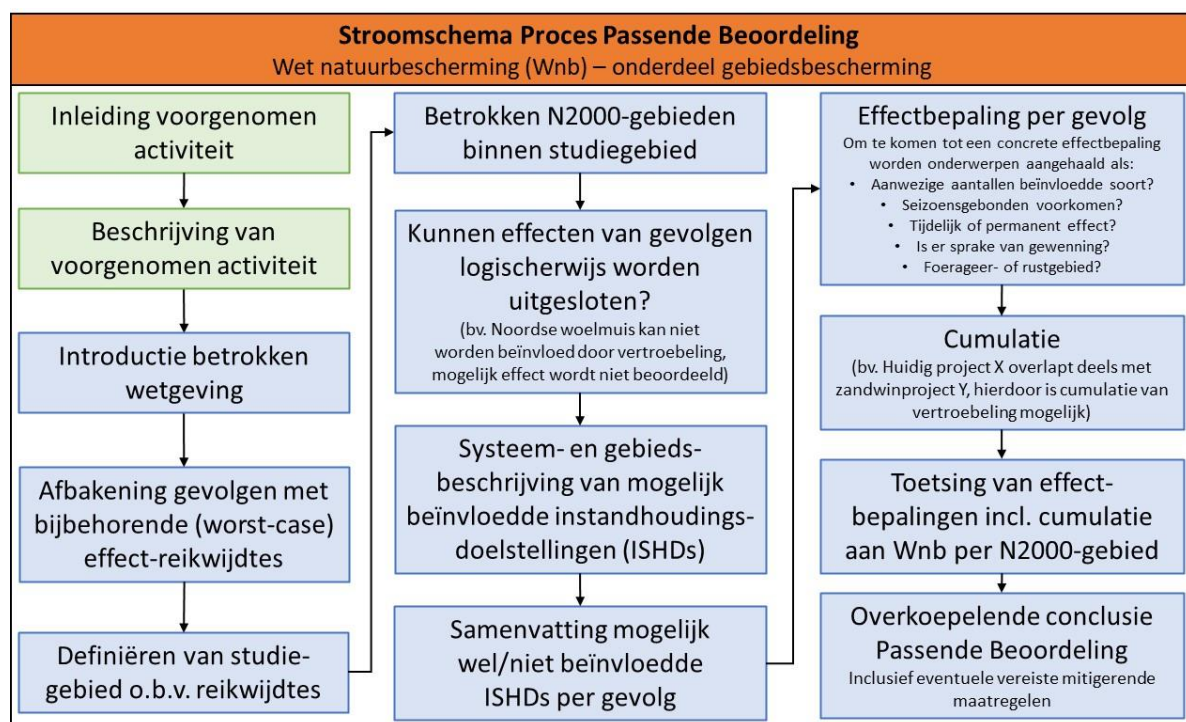 Stroomschema Proces Passende Beoordeling
Wet natuurbescherming (Wnb) – onderdeel gebiedsbescherming
Inleiding voorgenomen
activiteit
Beschrijving van
voorgenomen activiteit
Introductie betrokken
wetgeving
Afbakening gevolgen met
bijbehorende (worst-case)
effect-reikwijdtes
Definiëren van studie-
gebied o.b.v. reikwijdtes
Betrokken N2000-gebieden
binnen studiegebied
Kunnen effecten van gevolgen
logischerwijs worden
uitgesloten?
(bv. Noordse woelmuis kan niet
worden beïnvloed door vertroebeling,
mogelijk effect wordt niet beoordeeld)
Systeem- en gebieds-
beschrijving van mogelijk
beïnvloedde instandhoudings-
doelstellingen (ISHDs)
Samenvatting mogelijk
wel/niet beïnvloedde
ISHDs per gevolg
Effectbepaling per gevolg
Om te komen tot een concrete effectbepaling
worden onderwerpen aangehaald als:
• Aanwezige aantallen beïnvloedde soort?
• Seizoensgebonden voorkomen?
• Tijdelijk of permanent effect?
• Is er sprake van gewenning?
• Foerageer- of rustgebied?
Cumulatie
(bv. Huidig project X overlapt deels met
zandwinproject Y, hierdoor is cumulatie van
vertroebeling mogelijk)
Toetsing van effect-
bepalingen incl. cumulatie
aan Wnb per N2000-gebied
Overkoepelende conclusie
Passende Beoordeling
Inclusief eventuele vereiste mitigerende
maatregelen